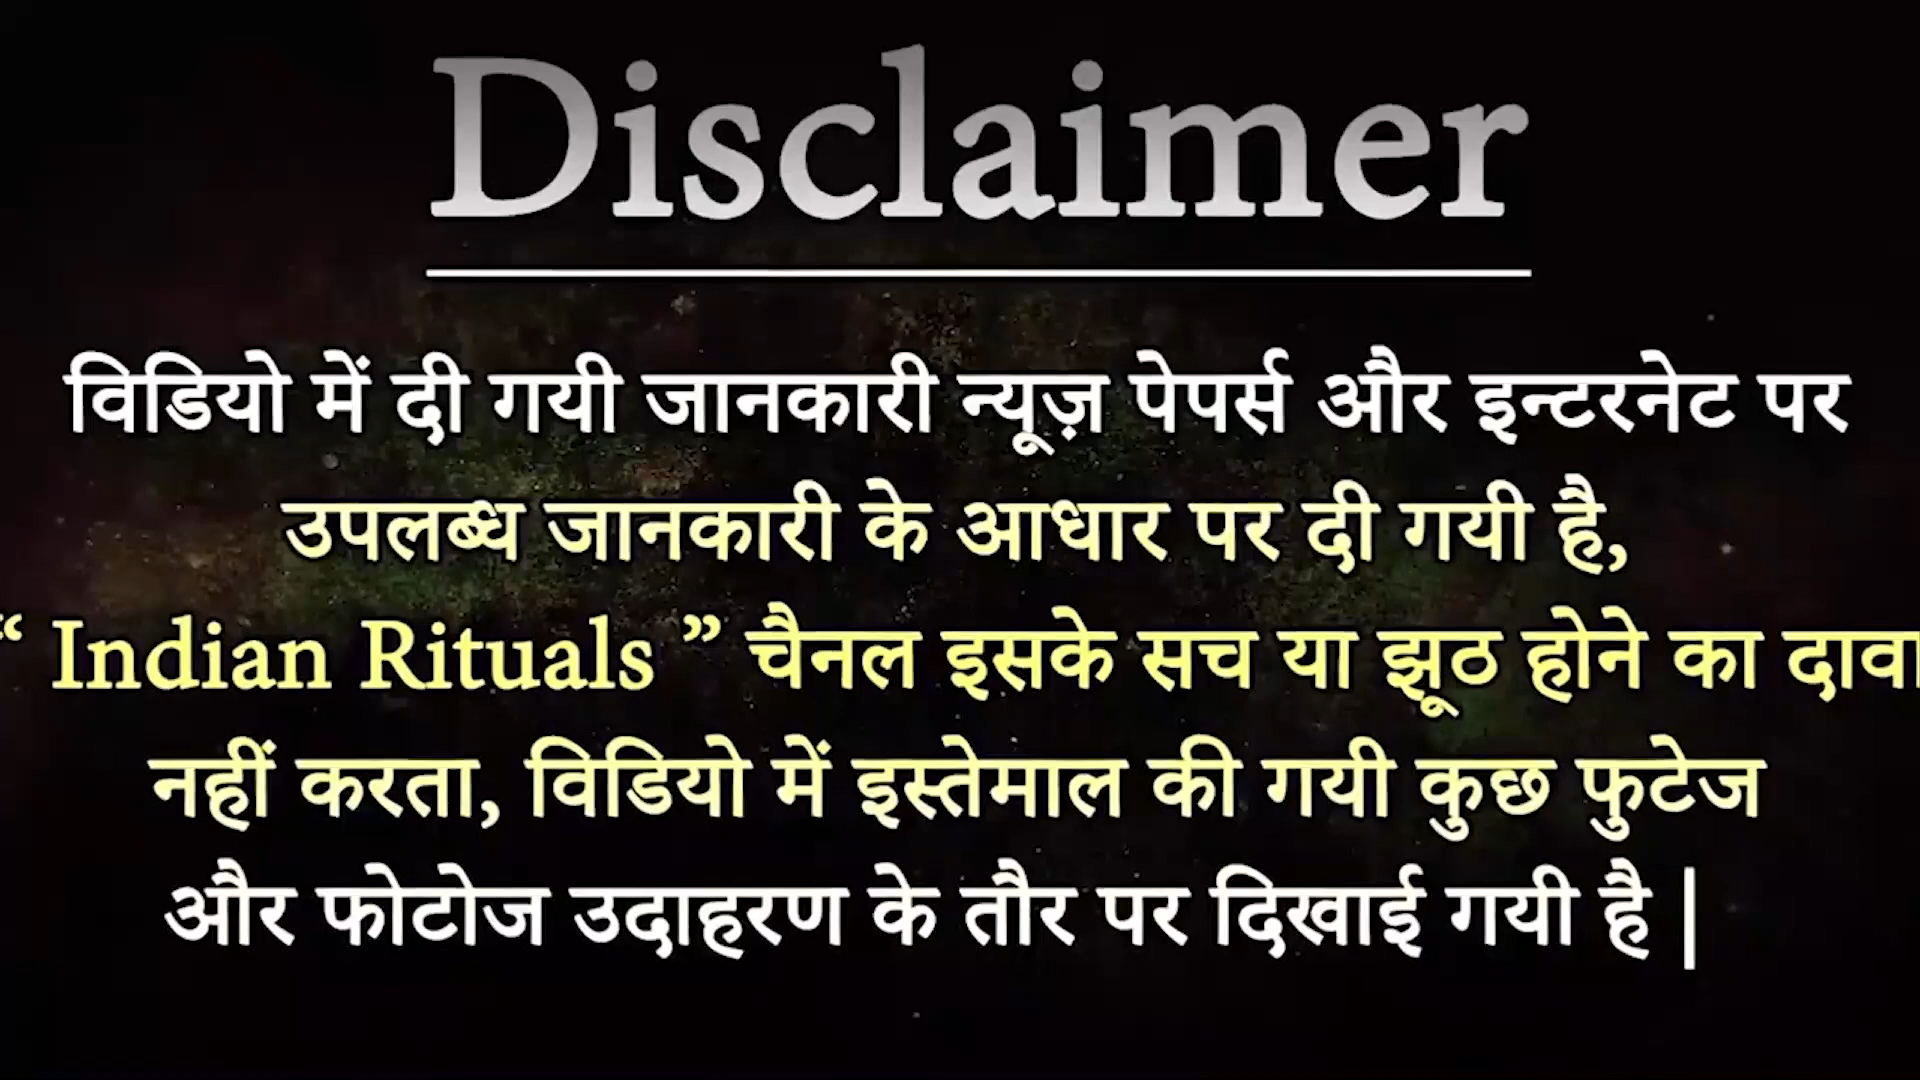 Disclaimer
विडियो में दी गयी जानकारी न्यूज़ पेपर्स और इन्टरनेट पर
उपलब्ध जानकारी के आधार पर दी गयी है,
“ Indian Rituals ” चैनल इसके सच या झूठ होने का दावा
नहीं करता, विडियो में इस्तेमाल की गयी कुछ फुटेज
और फोटोज उदाहरण के तौर पर दिखाई गयी है |